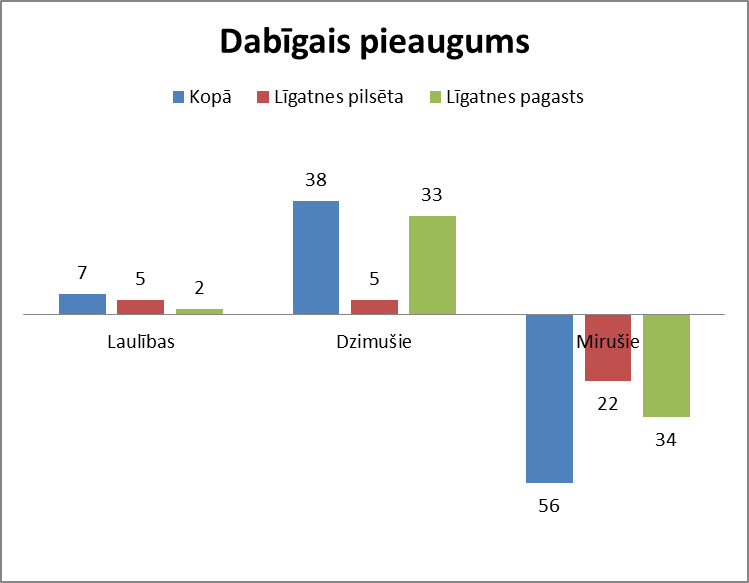 Dabīgais pieaugums
Kopā Līgatnes pilsēta Līgatnes pagasts
38
33
7 5 2 5
Laulības Dzimušie Mirušie
22
34
56